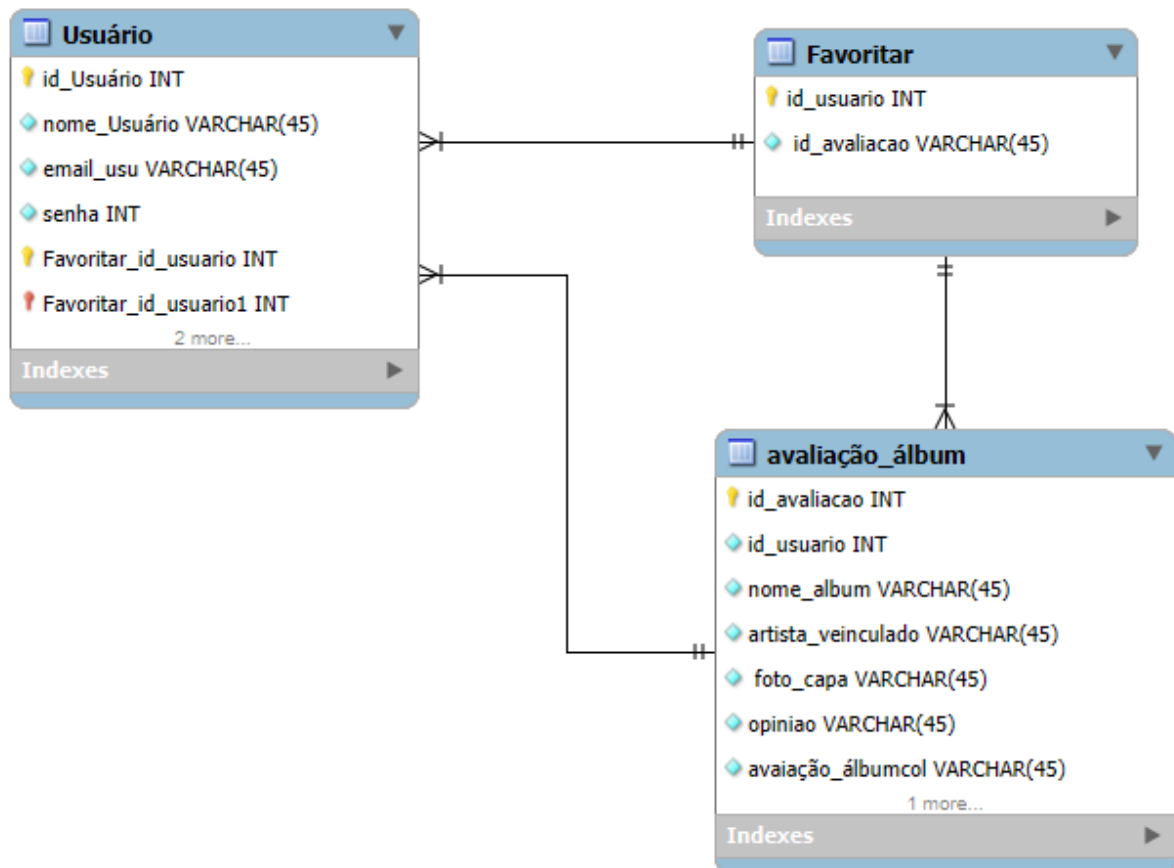 Usuário
id_Usuário INT
nome_Usuário VARCHAR(45)
email_usu VARCHAR(45)
senha INT
Favoritar_id_usuario INT
Favoritar_id_usuario1 INT
2 more...
Indexes
Favoritar
id_usuario INT
id_avaliacao VARCHAR(45)
Indexes
avaliação_álbum
id_avaliacao INT
id_usuario INT
nome_album VARCHAR(45)
artista_veinculado VARCHAR(45)
foto_capa VARCHAR(45)
opiniao VARCHAR(45)
avaiação_álbumcol VARCHAR(45)
1 more...
Indexes